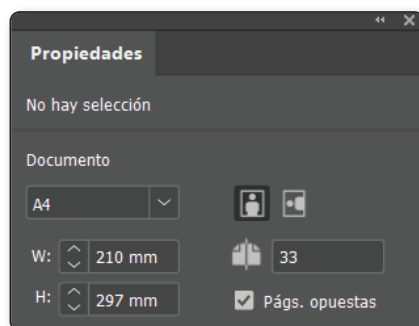 Propiedades
No hay selección
Documento
A4
W: 210 mm 33
H: 297 mm Págs. opuestas